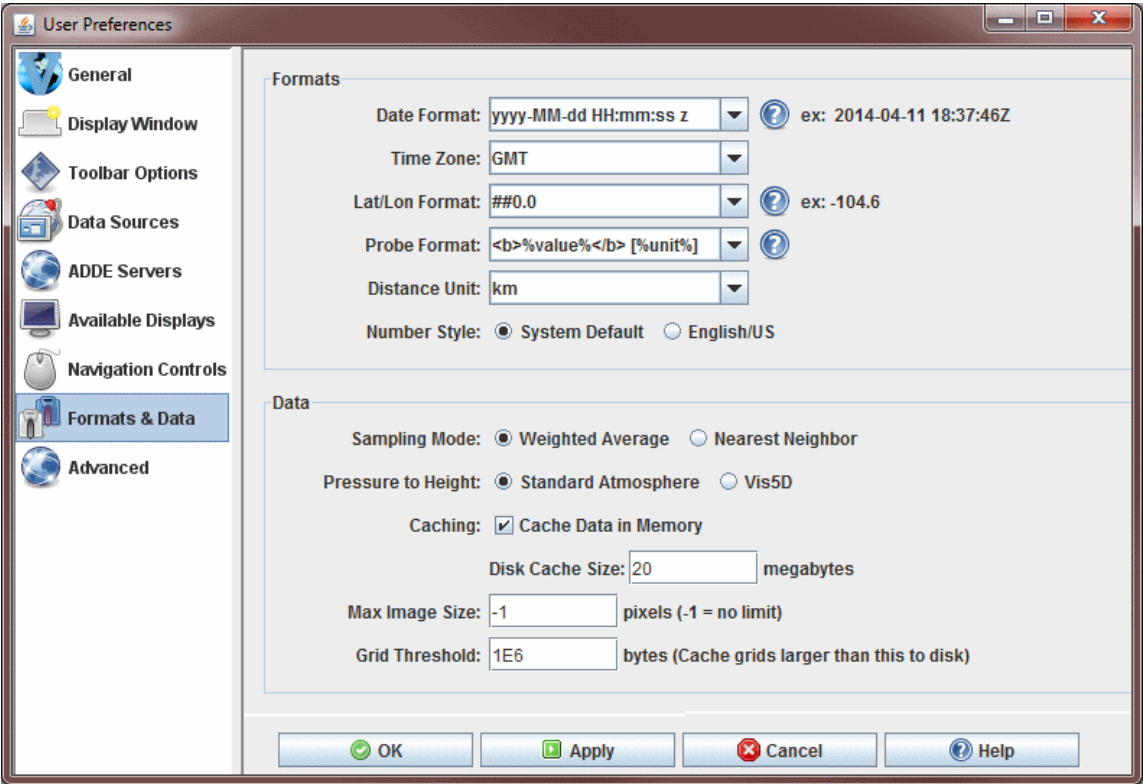 User Preferences
General
Display Window
Toolbar Options
Data Sources
ADDE Servers
Available Displays
Navigation Controls
Formats & Data
Advanced
Formats
Date Format: yyyy-MM-dd HH:mm:ss z ex: 2014-04-11 18:37:46Z
Time Zone: GMT
Lat/Lon Format: ##0.0 ex: -104.6
Probe Format: <b>%value%</b> [%unit%]
Distance Unit: km
Number Style: System Default English/US
Data
Sampling Mode: Weighted Average Nearest Neighbor
Pressure to Height: Standard Atmosphere Vis5D
Caching: Cache Data in Memory
Disk Cache Size: 20 megabytes
Max Image Size: -1 pixels (-1 = no limit)
Grid Threshold: 1E6 bytes (Cache grids larger than this to disk)
OK Apply Cancel Help